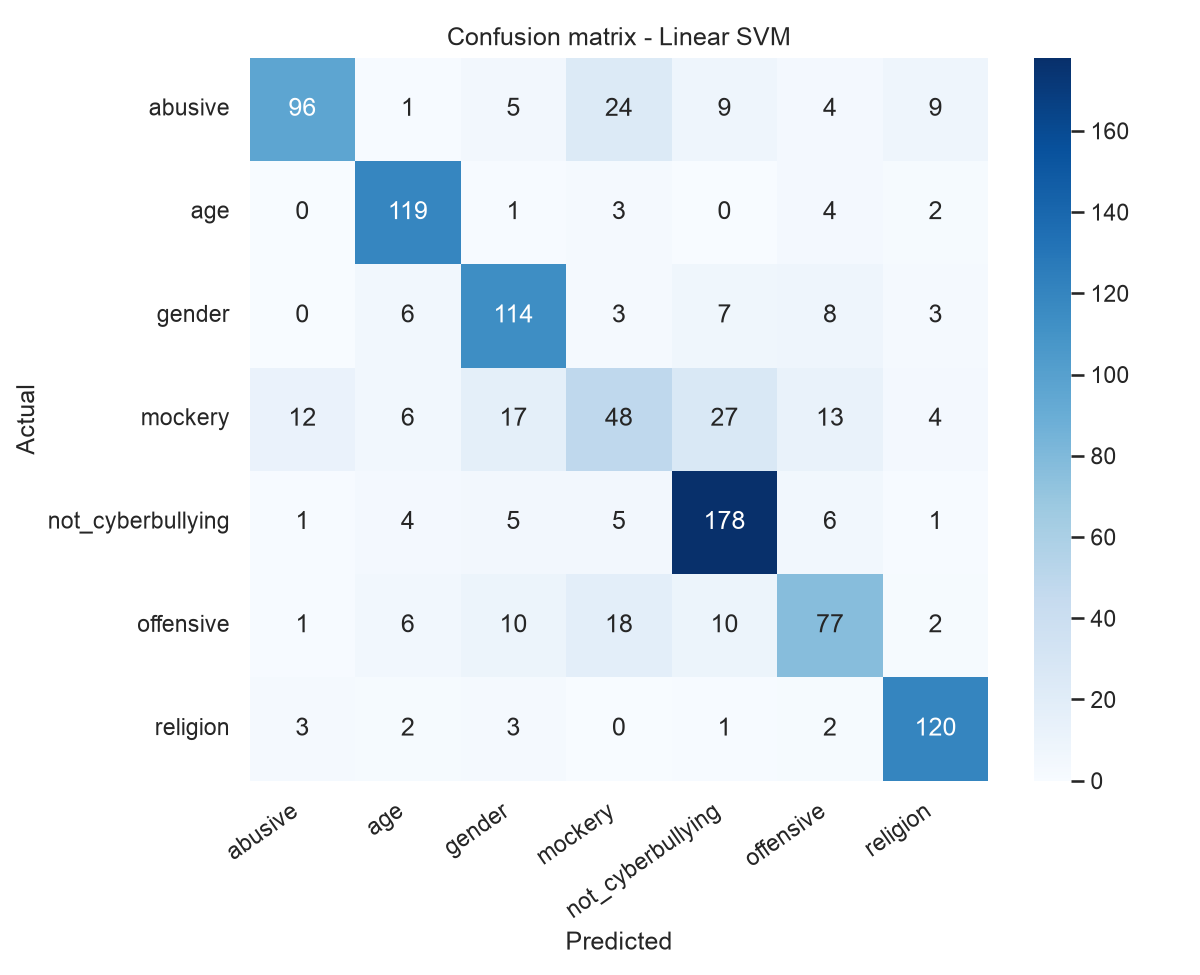 Confusion matrix - Linear SVM
Actual
abusive 96 1 5 24 9 4 9
age 0 119 1 3 0 4 2
gender 0 6 114 3 7 8 3
mockery 12 6 17 48 27 13 4
not_cyberbullying 1 4 5 5 178 6 1
offensive 1 6 10 18 10 77 2
religion 3 2 3 0 1 2 120
abusive age gender mockery not_cyberbullying offensive religion
Predicted
160
140
120
100
80
60
40
20
0